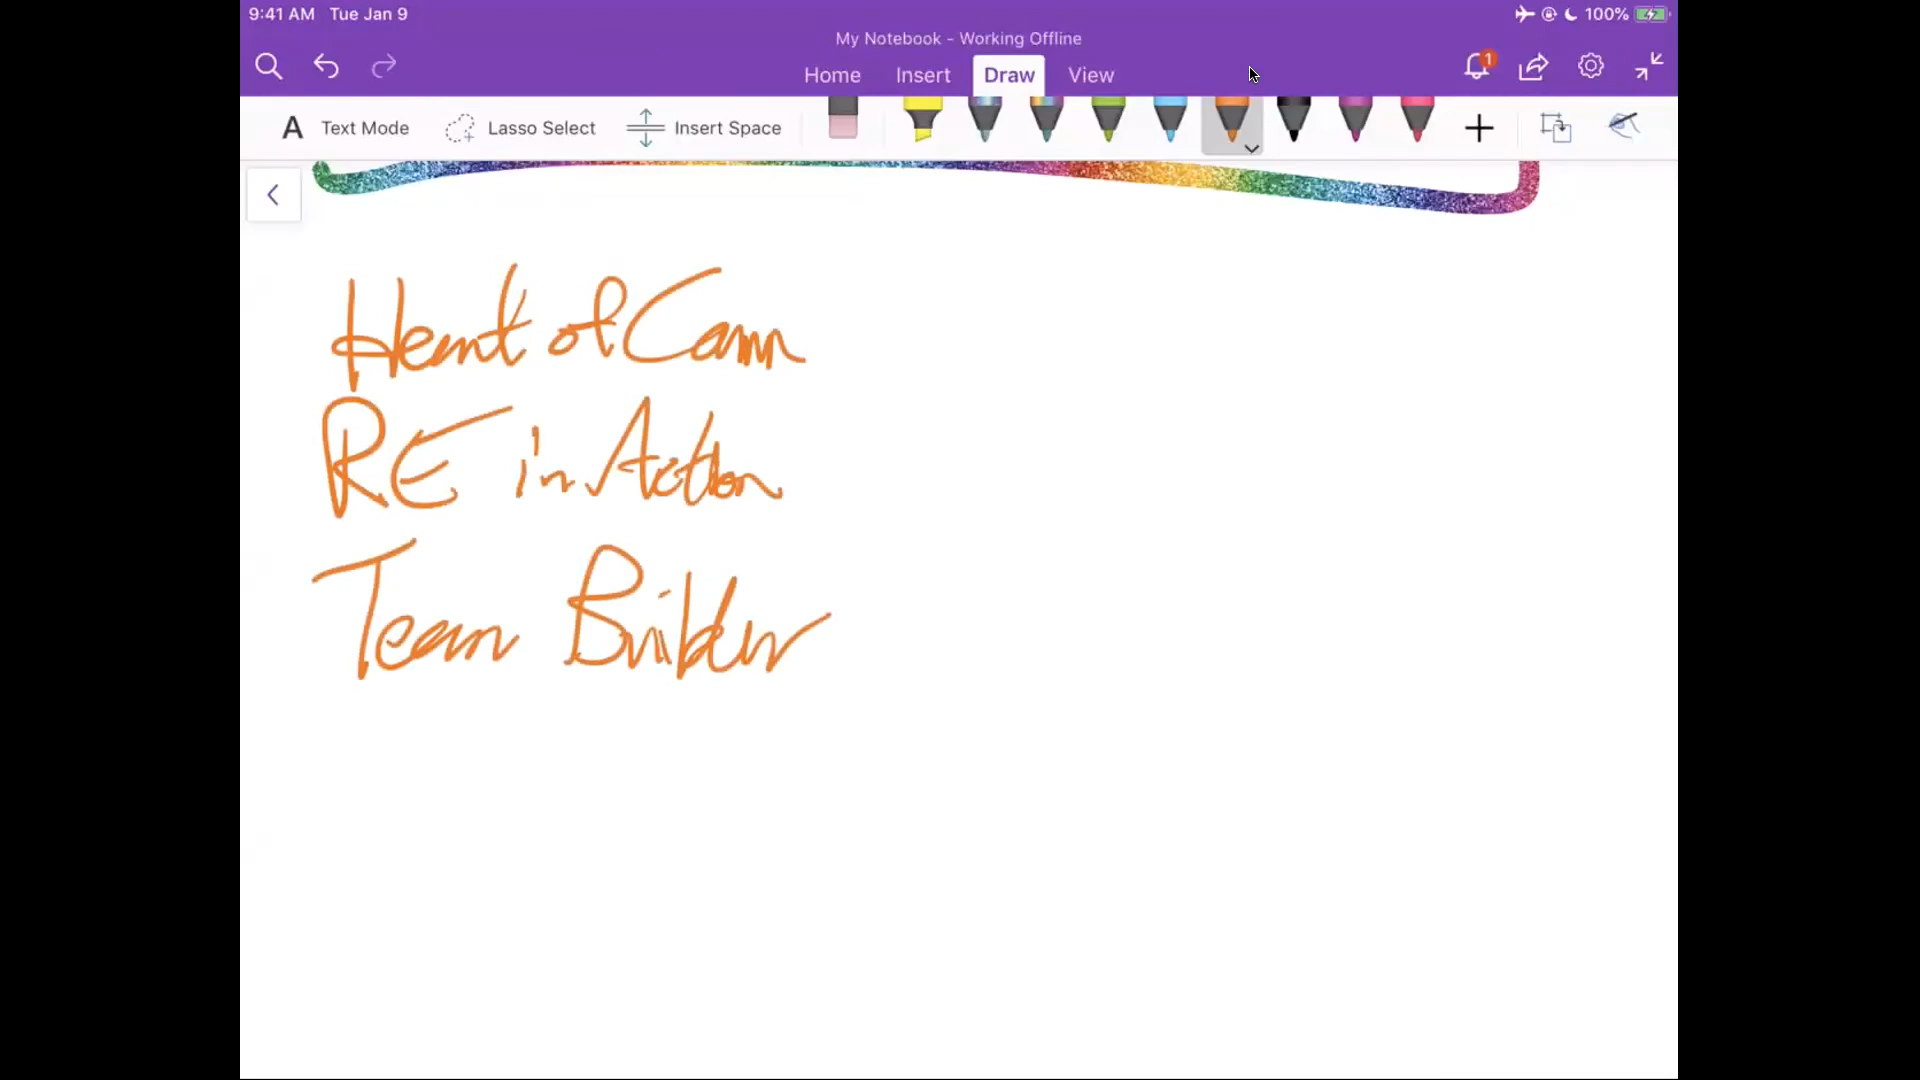 9:41 AM Tue Jan 9 100%
My Notebook - Working Offline
Home Insert Draw View 1
A Text Mode Lasso Select Insert Space
Heart of Cam
RE in Action
Team Builder